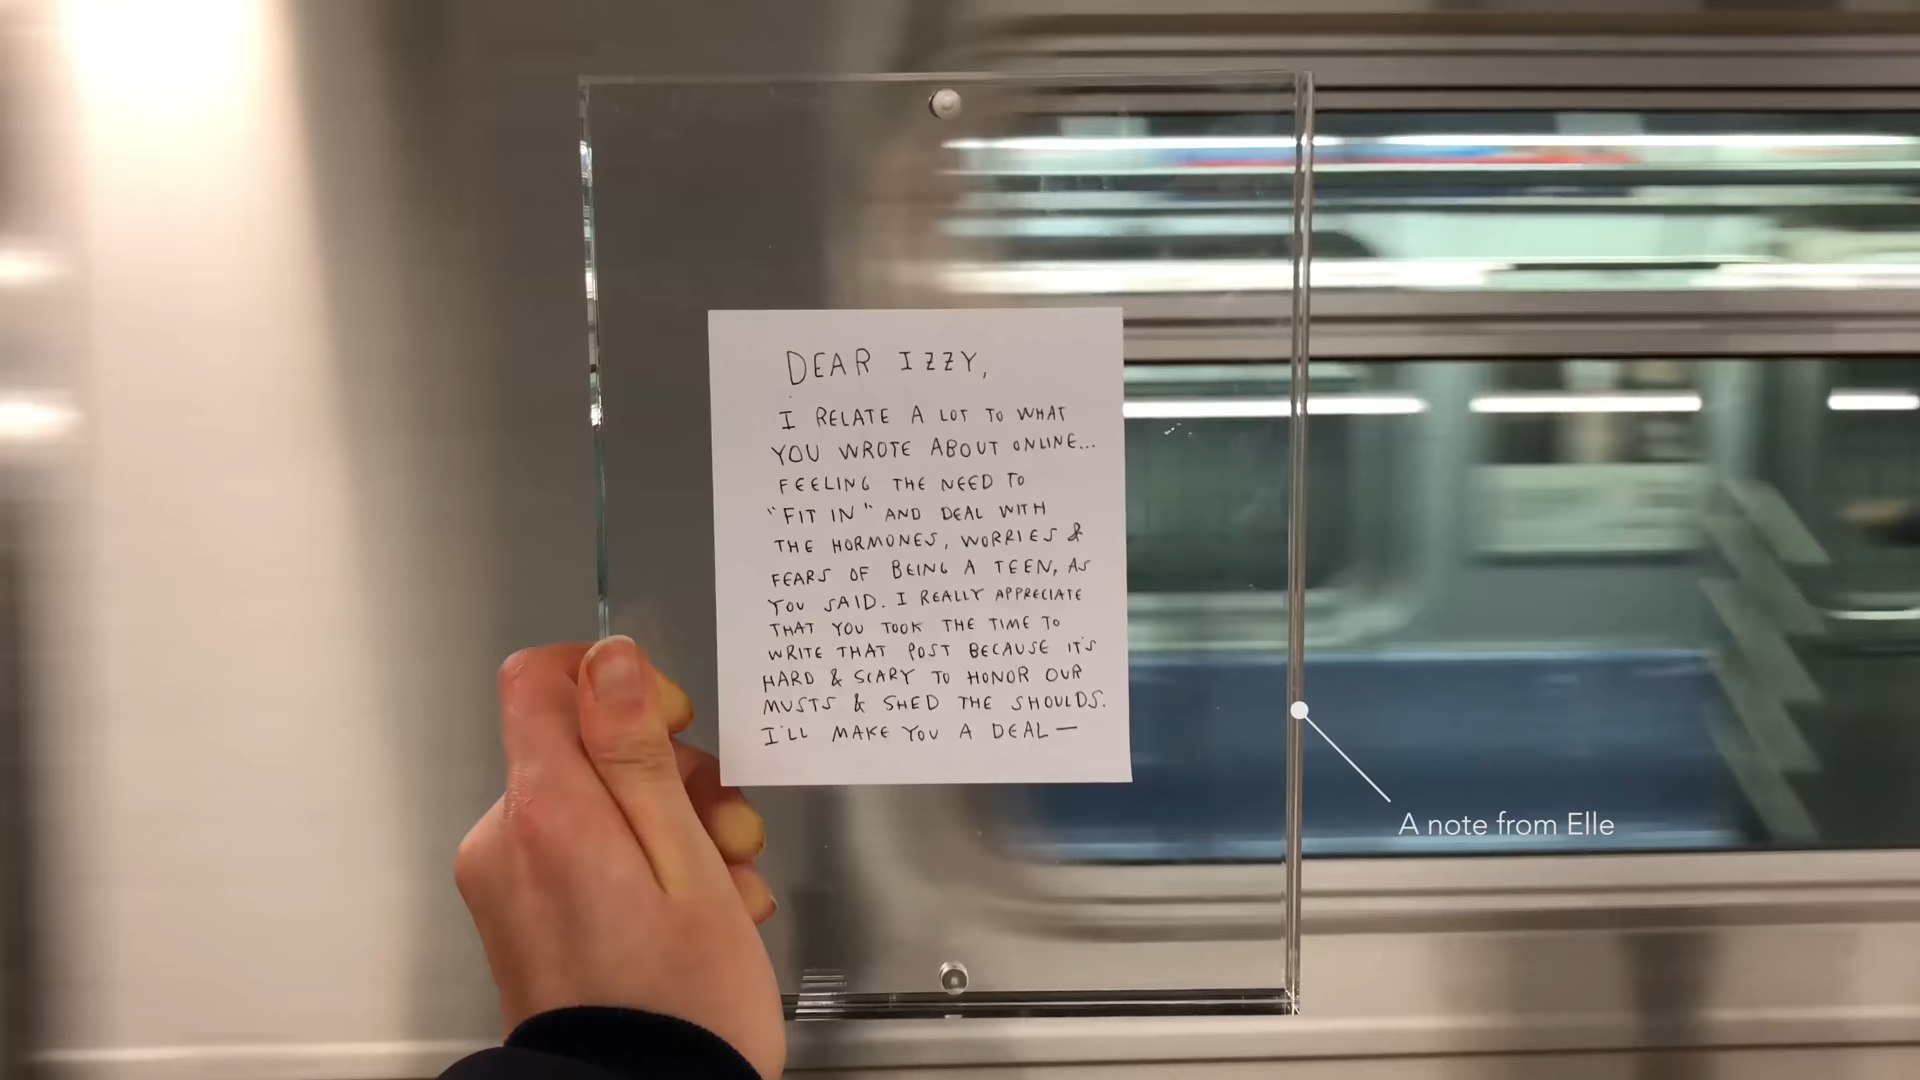 DEAR IZZY,
I RELATE A LOT TO WHAT
YOU WROTE ABOUT ONLINE...
FEELING THE NEED TO
"FIT IN" AND DEAL WITH
THE HORMONES, WORRIES &
FEARS OF BEING A TEEN, AS
YOU SAID. I REALLY APPRECIATE
THAT YOU TOOK THE TIME TO
WRITE THAT POST BECAUSE IT'S
HARD & SCARY TO HONOR OUR
MUSTS & SHED THE SHOULDS.
I'LL MAKE YOU A DEAL —
A note from Elle